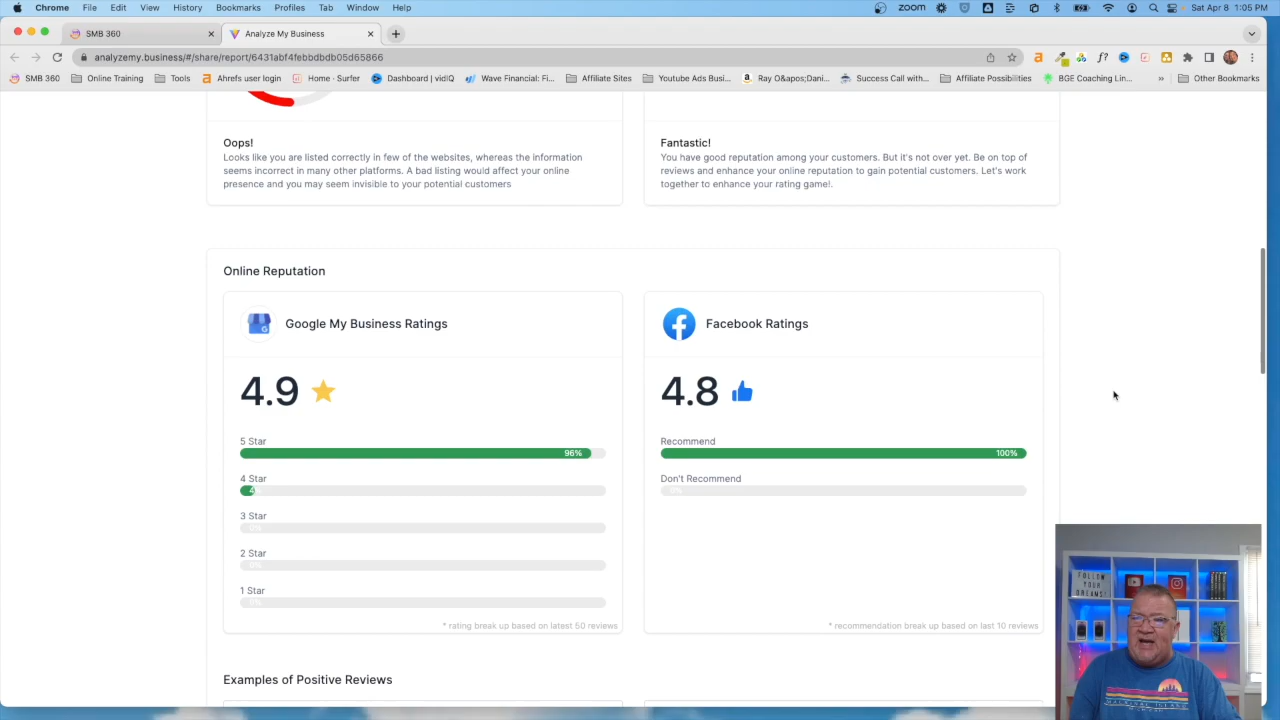 Chrome File Edit View History Bookmarks Profiles Tab Window Help zoom Sat Apr 8 1:05 PM
SMB 360 Analyze My Business
analyzemy.business/#/share/report/6431abf4febbdbdb05d65866
SMB 360 Online Training Tools Ahrefs user login Home · Surfer Dashboard | vidIQ Wave Financial: Fi... Affiliate Sites Youtube Ads Busi... Ray O&apos;Dani... Success Call with... Affiliate Possibilities BGE Coaching Lin... » Other Bookmarks
Oops!
Looks like you are listed correctly in few of the websites, whereas the information
seems incorrect in many other platforms. A bad listing would affect your online
presence and you may seem invisible to your potential customers
Fantastic!
You have good reputation among your customers. But it's not over yet. Be on top of
reviews and enhance your online reputation to gain potential customers. Let's work
together to enhance your rating game!.
Online Reputation
Google My Business Ratings
4.9
5 Star
96%
4 Star
4%
3 Star
0%
2 Star
0%
1 Star
0%
* rating break up based on latest 50 reviews
Facebook Ratings
4.8
Recommend
100%
Don't Recommend
0%
* recommendation break up based on last 10 reviews
Examples of Positive Reviews
FOLLOW
YOUR
DREAMS!